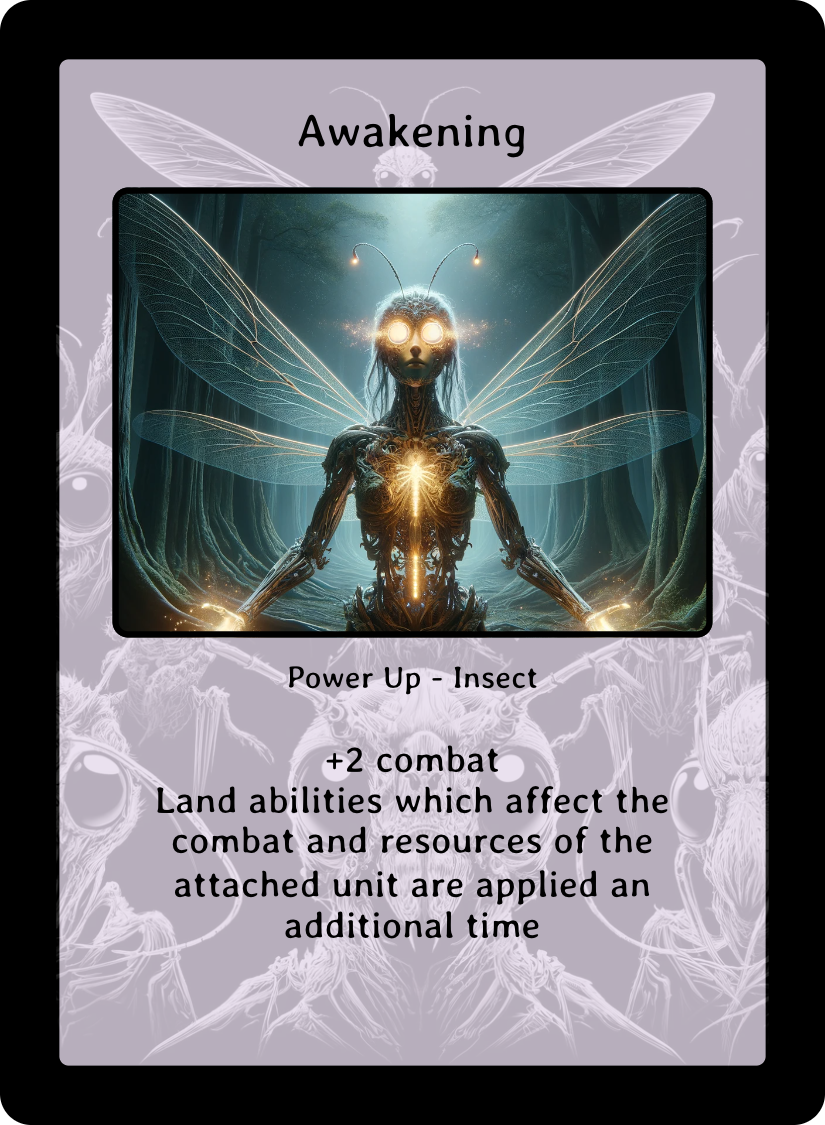 Awakening
Power Up - Insect
+2 combat
Land abilities which affect the
combat and resources of the
attached unit are applied an
additional time